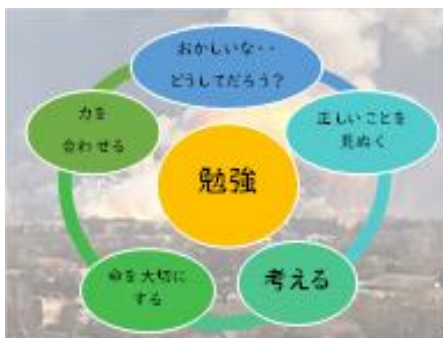 おかしいな・・
どうしてだろう？
正しいことを
見ぬく
考える
命を大切に
する
力を
合わせる
勉強